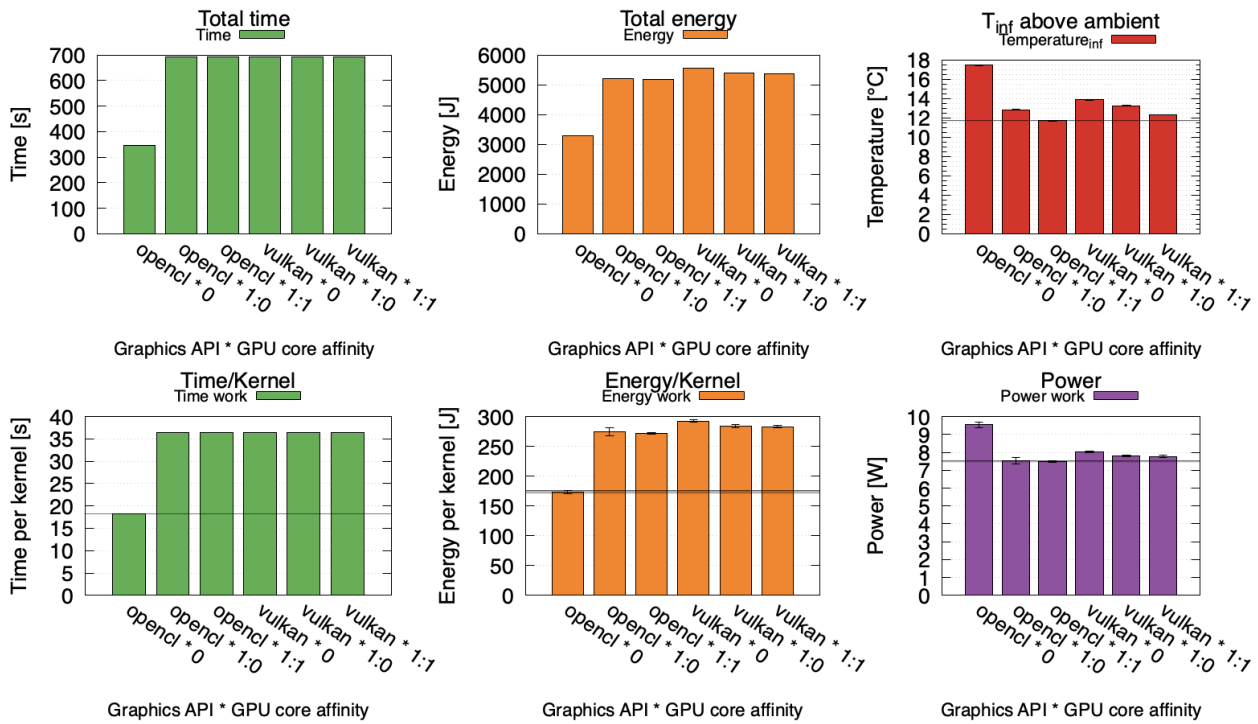 Total time
Time
Time [s]
700
600
500
400
300
200
100
0
opencl * 0
opencl * 1:0
opencl * 1:1
vulkan * 0
vulkan * 1:0
vulkan * 1:1
Graphics API * GPU core affinity
Total energy
Energy
Energy [J]
6000
5000
4000
3000
2000
1000
0
opencl * 0
opencl * 1:0
opencl * 1:1
vulkan * 0
vulkan * 1:0
vulkan * 1:1
Graphics API * GPU core affinity
Tinf above ambient
Temperatureinf
Temperature [°C]
18
16
14
12
10
8
6
4
2
0
opencl * 0
opencl * 1:0
opencl * 1:1
vulkan * 0
vulkan * 1:0
vulkan * 1:1
Graphics API * GPU core affinity
Time/Kernel
Time work
Time per kernel [s]
40
35
30
25
20
15
10
5
0
opencl * 0
opencl * 1:0
opencl * 1:1
vulkan * 0
vulkan * 1:0
vulkan * 1:1
Graphics API * GPU core affinity
Energy/Kernel
Energy work
Energy per kernel [J]
300
250
200
150
100
50
0
opencl * 0
opencl * 1:0
opencl * 1:1
vulkan * 0
vulkan * 1:0
vulkan * 1:1
Graphics API * GPU core affinity
Power
Power work
Power [W]
10
9
8
7
6
5
4
3
2
1
0
opencl * 0
opencl * 1:0
opencl * 1:1
vulkan * 0
vulkan * 1:0
vulkan * 1:1
Graphics API * GPU core affinity